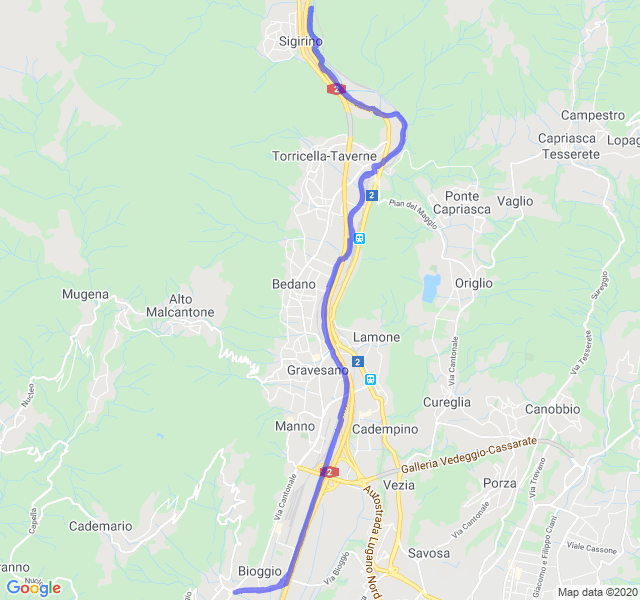 Sigirino
2
Campestro
Capriasca
Tesserete
Lopag
Torricella-Taverne
2
Ponte
Capriasca
Vaglio
Pian del Maggio
Sureggio
Bedano
Origlio
Mugena
Alto
Malcantone
Lamone
Via Tesserete
2
Gravesano
Via Cantonale
Nucleo
Cureglia
Canobbio
Manno
Cadempino
2
Galleria Vedeggio-Cassarate
Via Trevano
Vezia
Porza
Via Cantonale
Autostrada Lugano Nord
Capella
Cademario
Via Cantonale
Giacomo e Filippo Ciani
Viale Cassone
Savosa
Via Bioggio
ranno
Bioggio
Nucl
Google
Map data ©2020